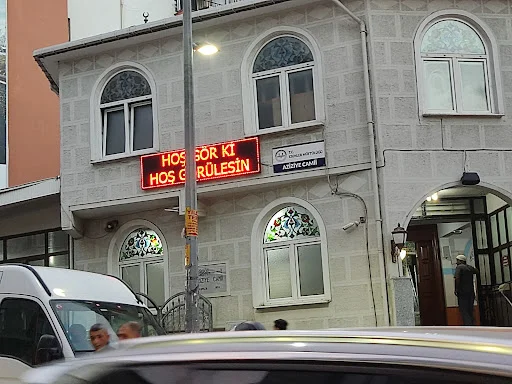 HOŞ GÖR Kİ
HOŞ GÖRÜLESİN
T.C.
AZİZİYE CAMİİ